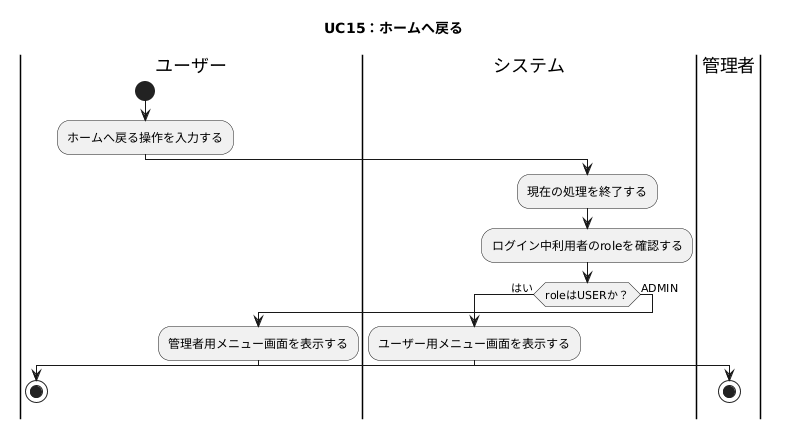 UC15：ホームへ戻る
ユーザー
システム
管理者
ホームへ戻る操作を入力する
現在の処理を終了する
ログイン中利用者のroleを確認する
はい
roleはUSERか？
ADMIN
管理者用メニュー画面を表示する
ユーザー用メニュー画面を表示する